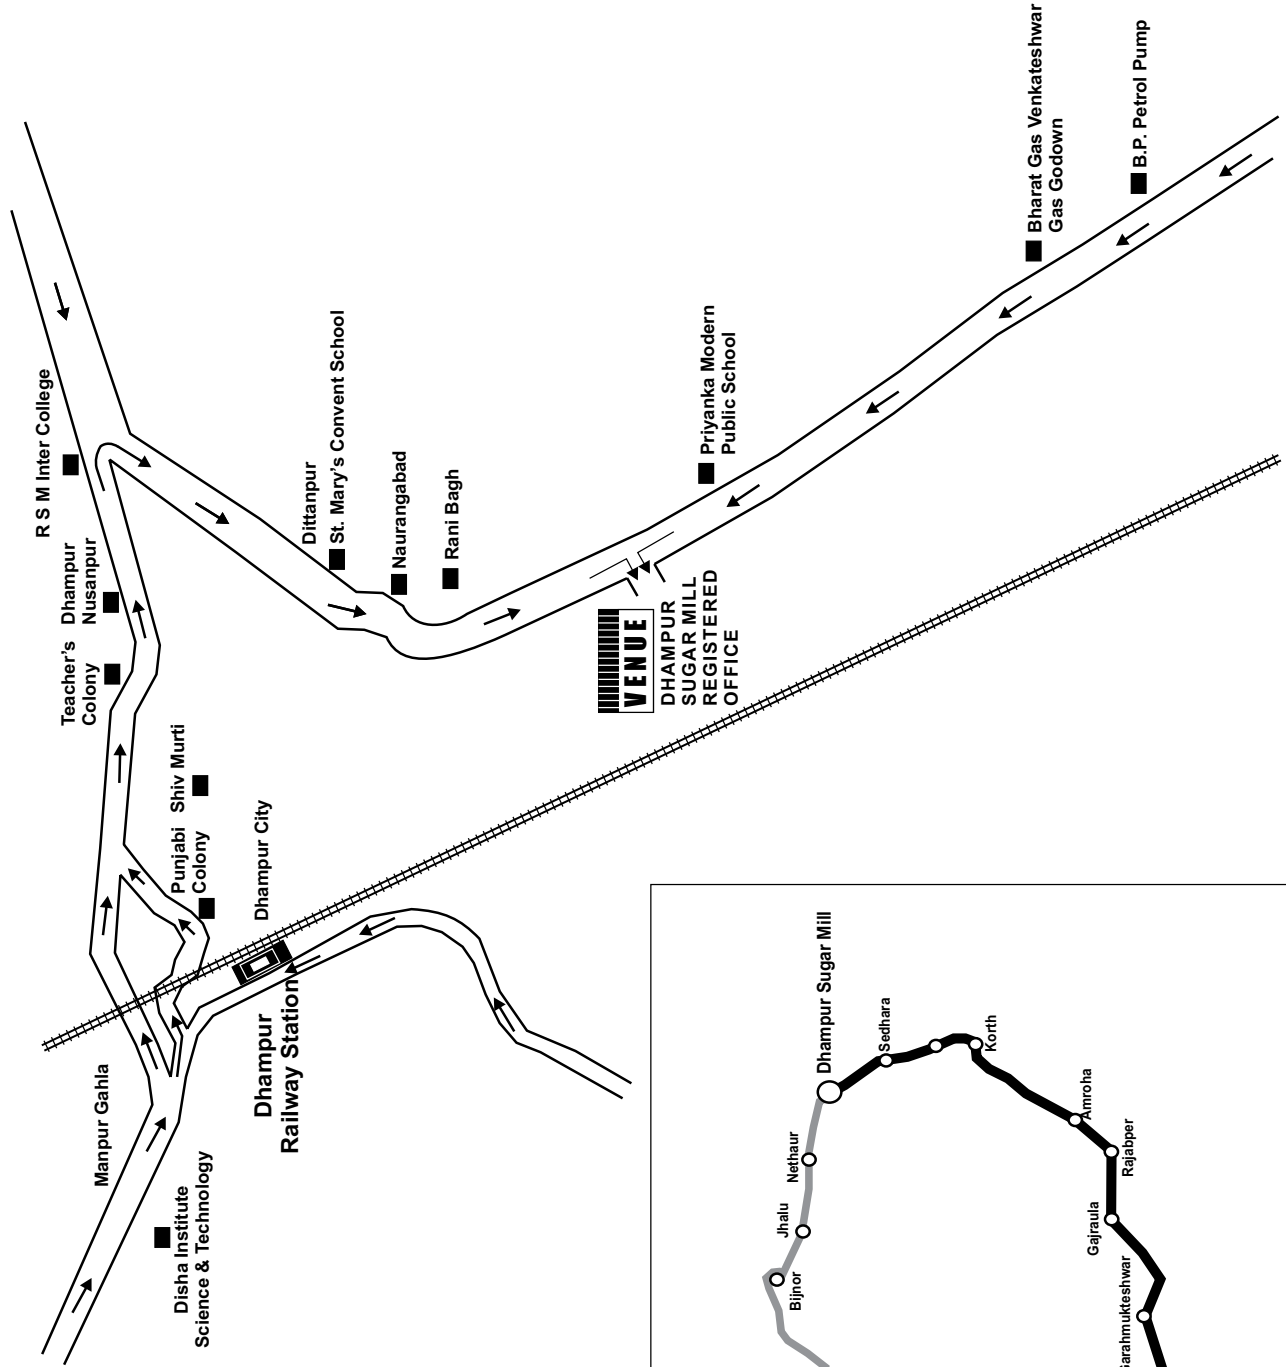 R S M Inter College
Dhampur
Nusanpur
Teacher's
Colony
Shiv Murti
Punjabi
Colony
Dhampur City
Manpur Gahla
Disha Institute
Science & Technology
Dhampur
Railway Station
Dittanpur
St. Mary's Convent School
Naurangabad
Rani Bagh
VENUE
DHAMPUR
SUGAR MILL
REGISTERED
OFFICE
Priyanka Modern
Public School
Bharat Gas Venkateshwar
Gas Godown
B.P. Petrol Pump
Dhampur Sugar Mill
Sedhara
Korth
Amroha
Rajabper
Gajraula
Garahmukteshwar
Nethaur
Jhalu
Bijnor